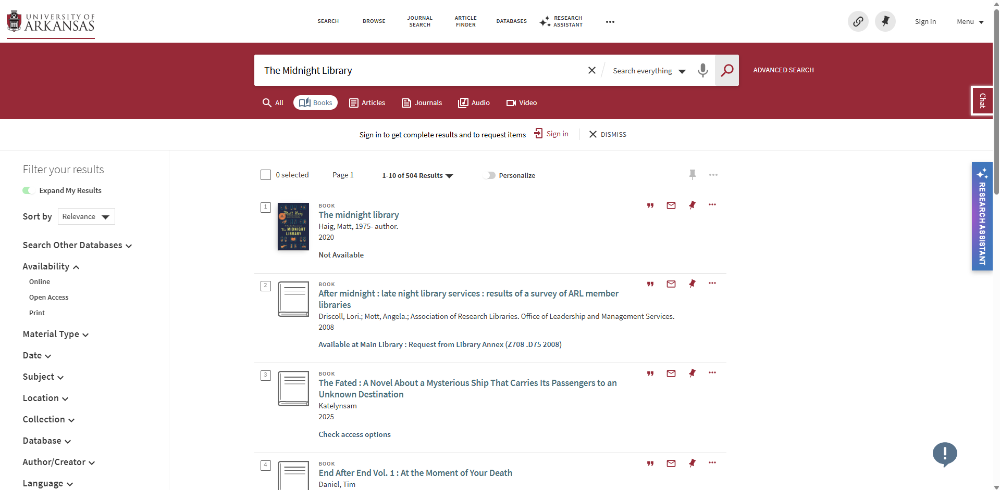 UNIVERSITY OF
ARKANSAS
SEARCH
BROWSE
JOURNAL
SEARCH
ARTICLE
FINDER
DATABASES
RESEARCH
ASSISTANT
Sign in
Menu
The Midnight Library
Search everything
ADVANCED SEARCH
All
Books
Articles
Journals
Audio
Video
Chat
Sign in to get complete results and to request items
Sign in
DISMISS
Filter your results
Expand My Results
Sort by
Relevance
Search Other Databases
Availability
Online
Open Access
Print
Material Type
Date
Subject
Location
Collection
Database
Author/Creator
Language
0 selected
Page 1
1-10 of 504 Results
Personalize
1
Matt Haig
The MIDNIGHT
LIBRARY
BOOK
The midnight library
Haig, Matt, 1975- author.
2020
Not Available
2
BOOK
After midnight : late night library services : results of a survey of ARL member
libraries
Driscoll, Lori.; Mott, Angela.; Association of Research Libraries. Office of Leadership and Management Services.
2008
Available at Main Library : Request from Library Annex (Z708 .D75 2008)
3
BOOK
The Fated : A Novel About a Mysterious Ship That Carries Its Passengers to an
Unknown Destination
Katelynsam
2025
Check access options
4
BOOK
End After End Vol. 1 : At the Moment of Your Death
Daniel, Tim
RESEARCH ASSISTANT